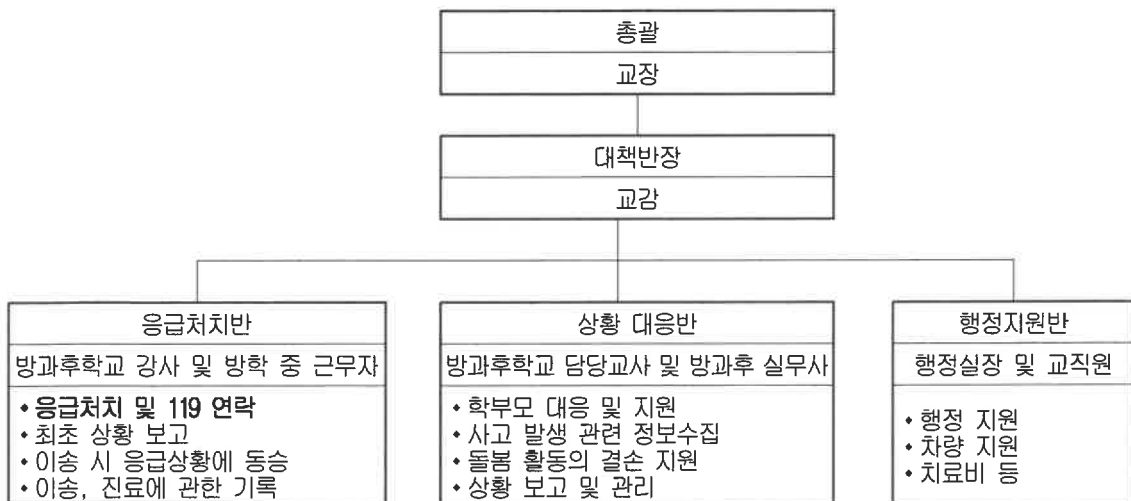 총괄
교장
대책반장
교감
응급처치반
방과후학교 강사 및 방학 중 근무자
• 응급처치 및 119 연락
• 최초 상황 보고
• 이송 시 응급상황에 동승
• 이송, 진료에 관한 기록
상황 대응반
방과후학교 담당교사 및 방과후 실무사
• 학부모 대응 및 지원
• 사고 발생 관련 정보수집
• 돌봄 활동의 결손 지원
• 상황 보고 및 관리
행정지원반
행정실장 및 교직원
• 행정 지원
• 차량 지원
• 치료비 등